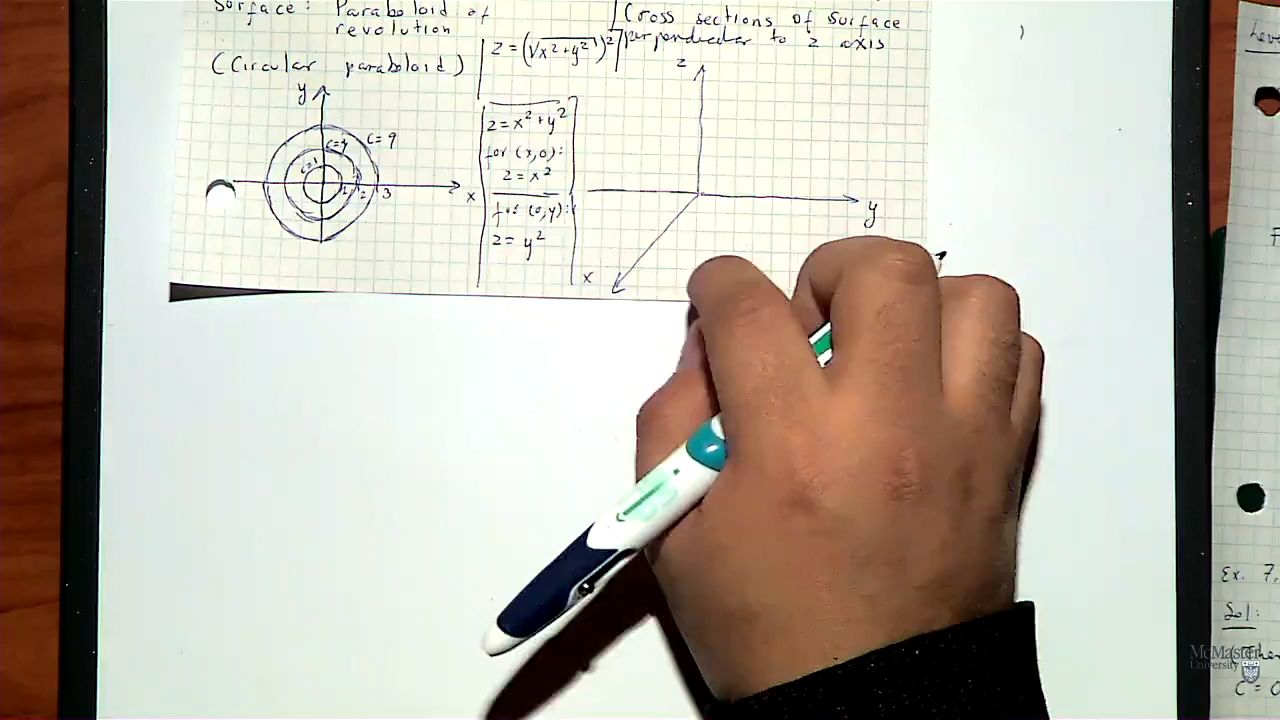 Surface: Paraboloid of
revolution
(Circular paraboloid)
y
c=1
c=4
c=9
1 2 3
x
z = (√x²+y²)²
z = x² + y²
for (x,0):
z = x²
for (0,y):
z = y²
Cross sections of surface
perpendicular to z axis
z
y
x
Ex. 7.
Sol:
C = 0
McMaster
University